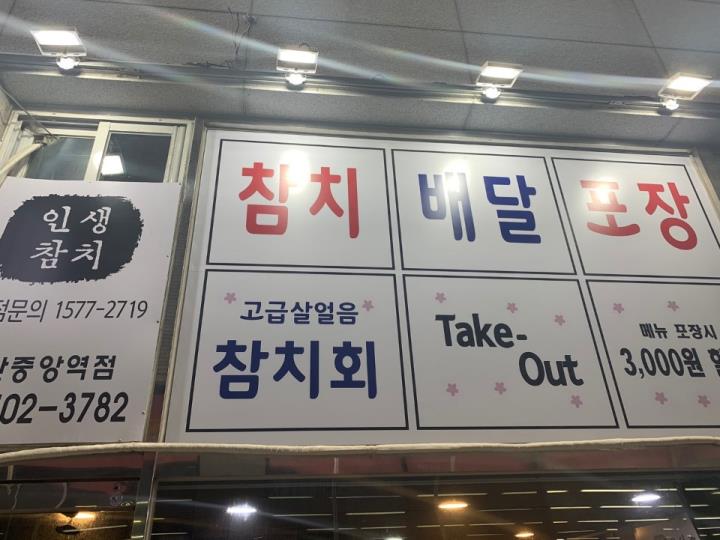 인생
참치
점문의 1577-2719
산중앙역점
502-3782
참치
배달
포장
고급살얼음
참치회
Take-
Out
메뉴 포장시
3,000원